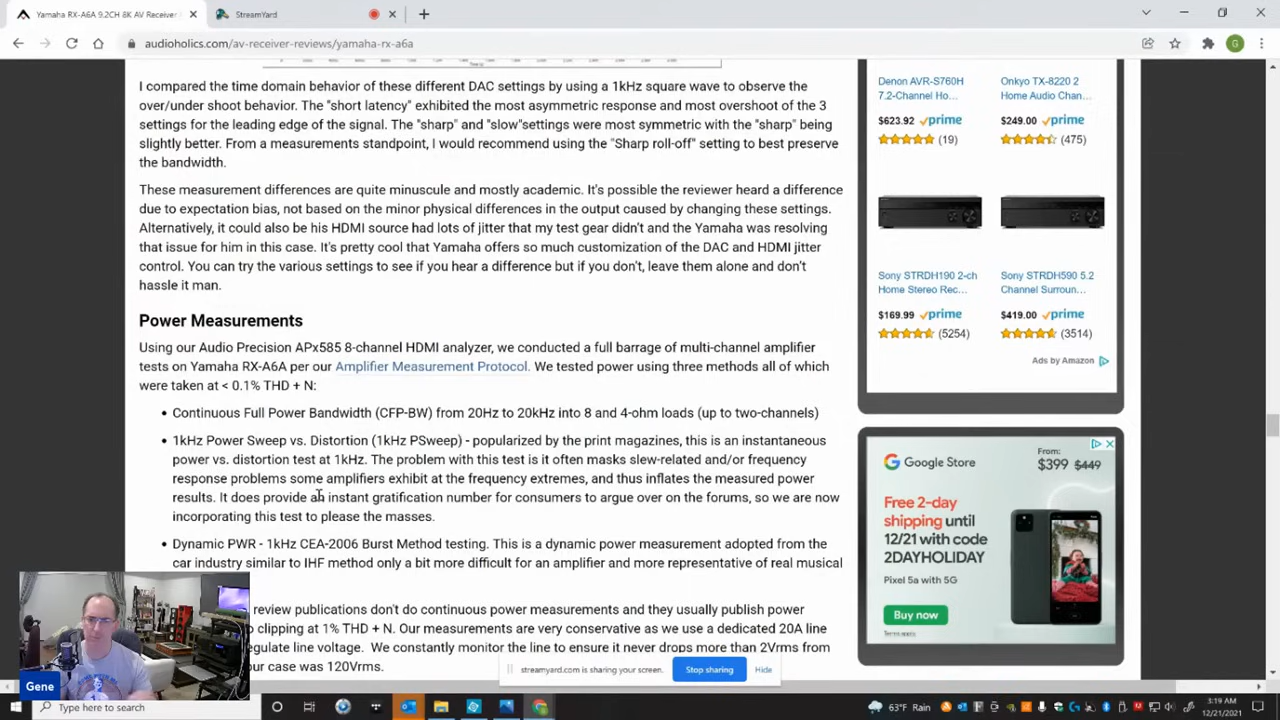 Yamaha RX-A6A 9.2CH 8K AV Receiver
StreamYard
audioholics.com/av-receiver-reviews/yamaha-rx-a6a
G
I compared the time domain behavior of these different DAC settings by using a 1kHz square wave to observe the
over/under shoot behavior. The "short latency" exhibited the most asymmetric response and most overshoot of the 3
settings for the leading edge of the signal. The "sharp" and "slow"settings were most symmetric with the "sharp" being
slightly better. From a measurements standpoint, I would recommend using the "Sharp roll-off" setting to best preserve
the bandwidth.
These measurement differences are quite minuscule and mostly academic. It's possible the reviewer heard a difference
due to expectation bias, not based on the minor physical differences in the output caused by changing these settings.
Alternatively, it could also be his HDMI source had lots of jitter that my test gear didn't and the Yamaha was resolving
that issue for him in this case. It's pretty cool that Yamaha offers so much customization of the DAC and HDMI jitter
control. You can try the various settings to see if you hear a difference but if you don't, leave them alone and don't
hassle it man.
Power Measurements
Using our Audio Precision APx585 8-channel HDMI analyzer, we conducted a full barrage of multi-channel amplifier
tests on Yamaha RX-A6A per our Amplifier Measurement Protocol. We tested power using three methods all of which
were taken at < 0.1% THD + N:
• Continuous Full Power Bandwidth (CFP-BW) from 20Hz to 20kHz into 8 and 4-ohm loads (up to two-channels)
• 1kHz Power Sweep vs. Distortion (1kHz PSweep) - popularized by the print magazines, this is an instantaneous
power vs. distortion test at 1kHz. The problem with this test is it often masks slew-related and/or frequency
response problems some amplifiers exhibit at the frequency extremes, and thus inflates the measured power
results. It does provide an instant gratification number for consumers to argue over on the forums, so we are now
incorporating this test to please the masses.
• Dynamic PWR - 1kHz CEA-2006 Burst Method testing. This is a dynamic power measurement adopted from the
car industry similar to IHF method only a bit more difficult for an amplifier and more representative of real musical
review publications don't do continuous power measurements and they usually publish power
clipping at 1% THD + N. Our measurements are very conservative as we use a dedicated 20A line
egulate line voltage. We constantly monitor the line to ensure it never drops more than 2Vrms from
ur case was 120Vrms.
Denon AVR-S760H
7.2-Channel Ho...
$623.92 prime
(19)
Onkyo TX-8220 2
Home Audio Chan...
$249.00 prime
(475)
Sony STRDH190 2-ch
Home Stereo Rec...
$169.99 prime
(5254)
Sony STRDH590 5.2
Channel Surroun...
$419.00 prime
(3514)
Ads by Amazon
Google Store
From:
$399 $449
Free 2-day
shipping until
12/21 with code
2DAYHOLIDAY
Pixel 5a with 5G
Buy now
Terms apply
Gene
streamyard.com is sharing your screen.
Stop sharing
Hide
Type here to search
63°F Rain
3:19 AM
12/21/2021